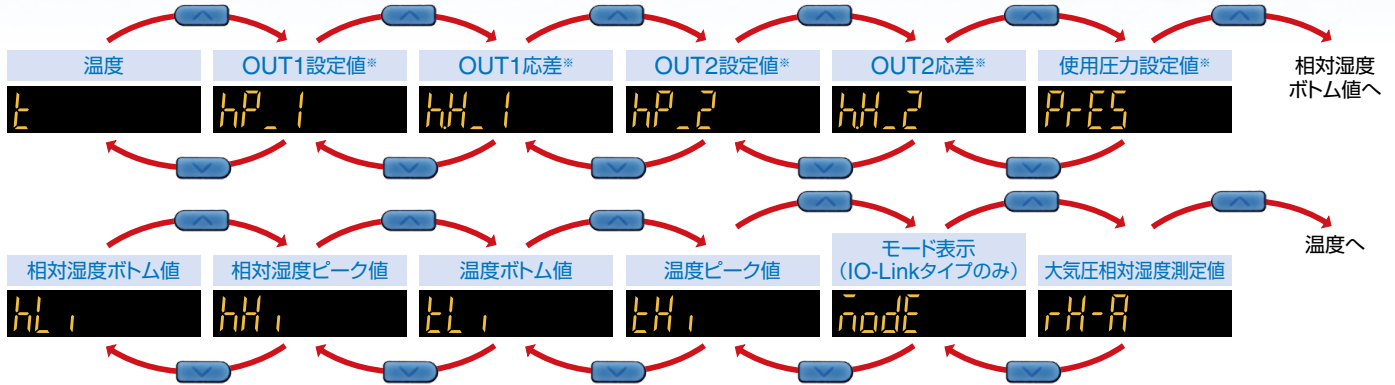 温度
OUT1設定値※
OUT1応差※
OUT2設定値※
OUT2応差※
使用圧力設定値※
相対湿度
ボトム値へ
t
hP_1
h.H_1
hP_2
h.H_2
PrES
相対湿度ボトム値
相対湿度ピーク値
温度ボトム値
温度ピーク値
モード表示
(IO-Linkタイプのみ)
大気圧相対湿度測定値
温度へ
hLi
hHi
tLi
tHi
modE
rH-A